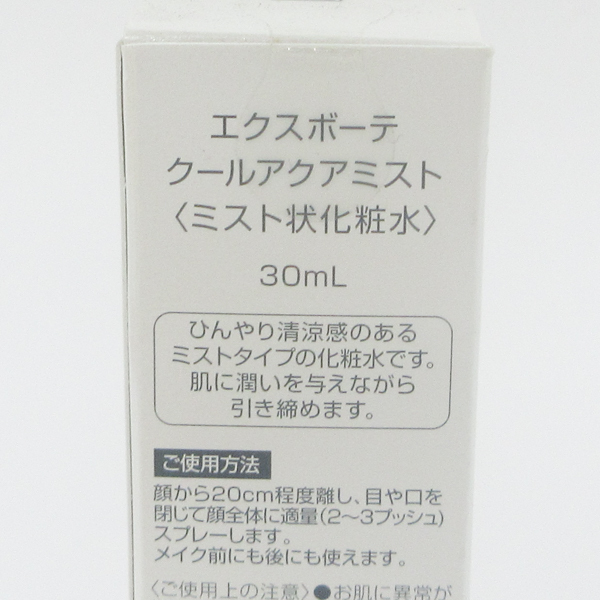 エクスボーテ
クールアクアミスト
〈ミスト状化粧水〉
30mL
ひんやり清涼感のある
ミストタイプの化粧水です。
肌に潤いを与えながら
引き締めます。
ご使用方法
顔から20cm程度離し、目や口を
閉じて顔全体に適量(2〜3プッシュ)
スプレーします。
メイク前にも後にも使えます。
〈ご使用上の注意〉●お肌に異常が